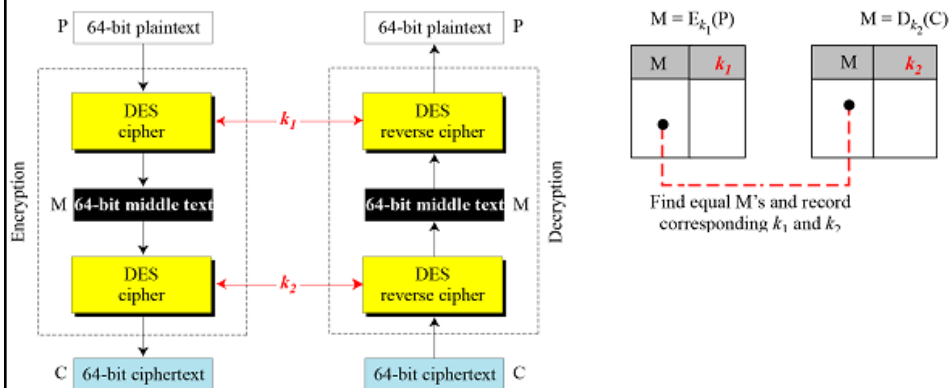 P 64-bit plaintext
64-bit plaintext P
Encryption
DES
cipher
k1
DES
reverse cipher
M 64-bit middle text
64-bit middle text M
DES
cipher
k2
DES
reverse cipher
Decryption
C 64-bit ciphertext
64-bit ciphertext C
M = Ek1(P)
M k1
M = Dk2(C)
M k2
Find equal M's and record
corresponding k1 and k2